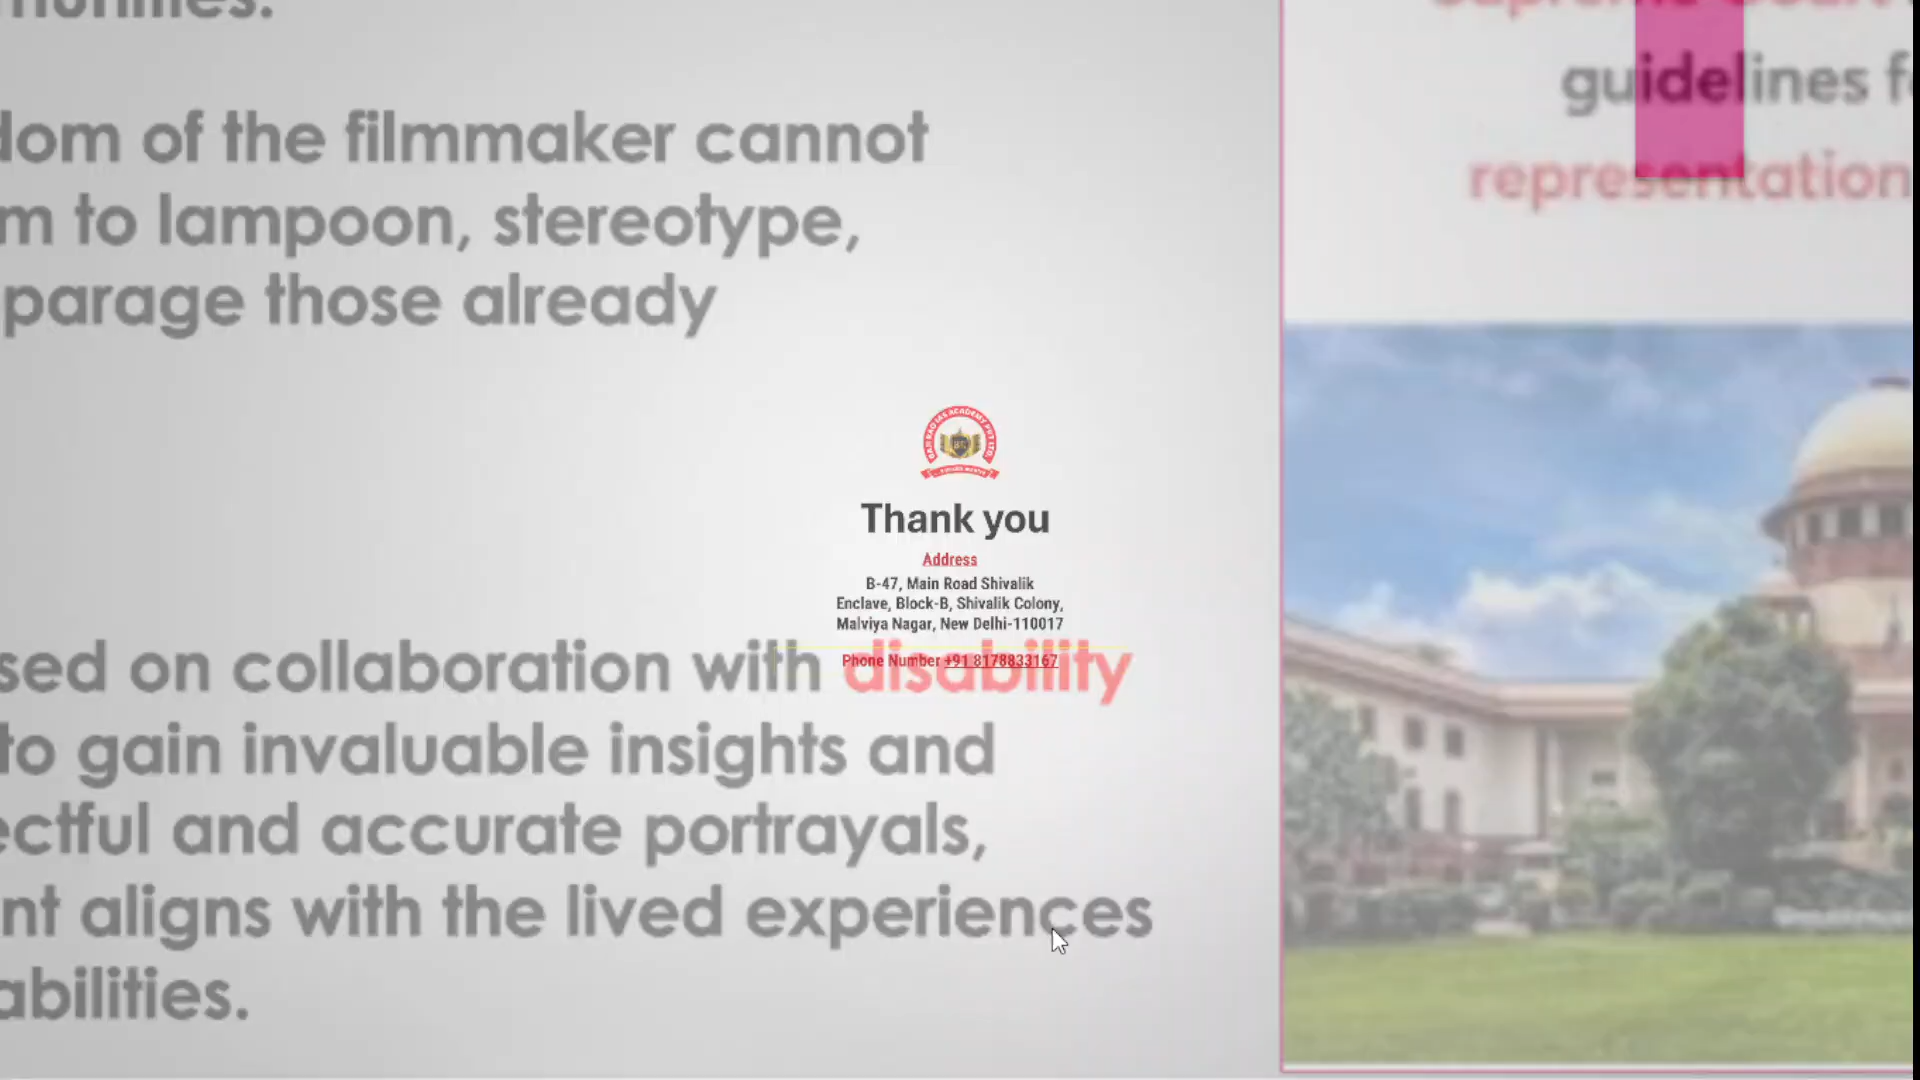 dom of the filmmaker cannot
m to lampoon, stereotype,
parage those already
sed on collaboration with disability
to gain invaluable insights and
ectful and accurate portrayals,
nt aligns with the lived experiences
abilities.
guidelines f
representation
Thank you
Address
B-47, Main Road Shivalik
Enclave, Block-B, Shivalik Colony,
Malviya Nagar, New Delhi-110017
Phone Number +91 8178833167